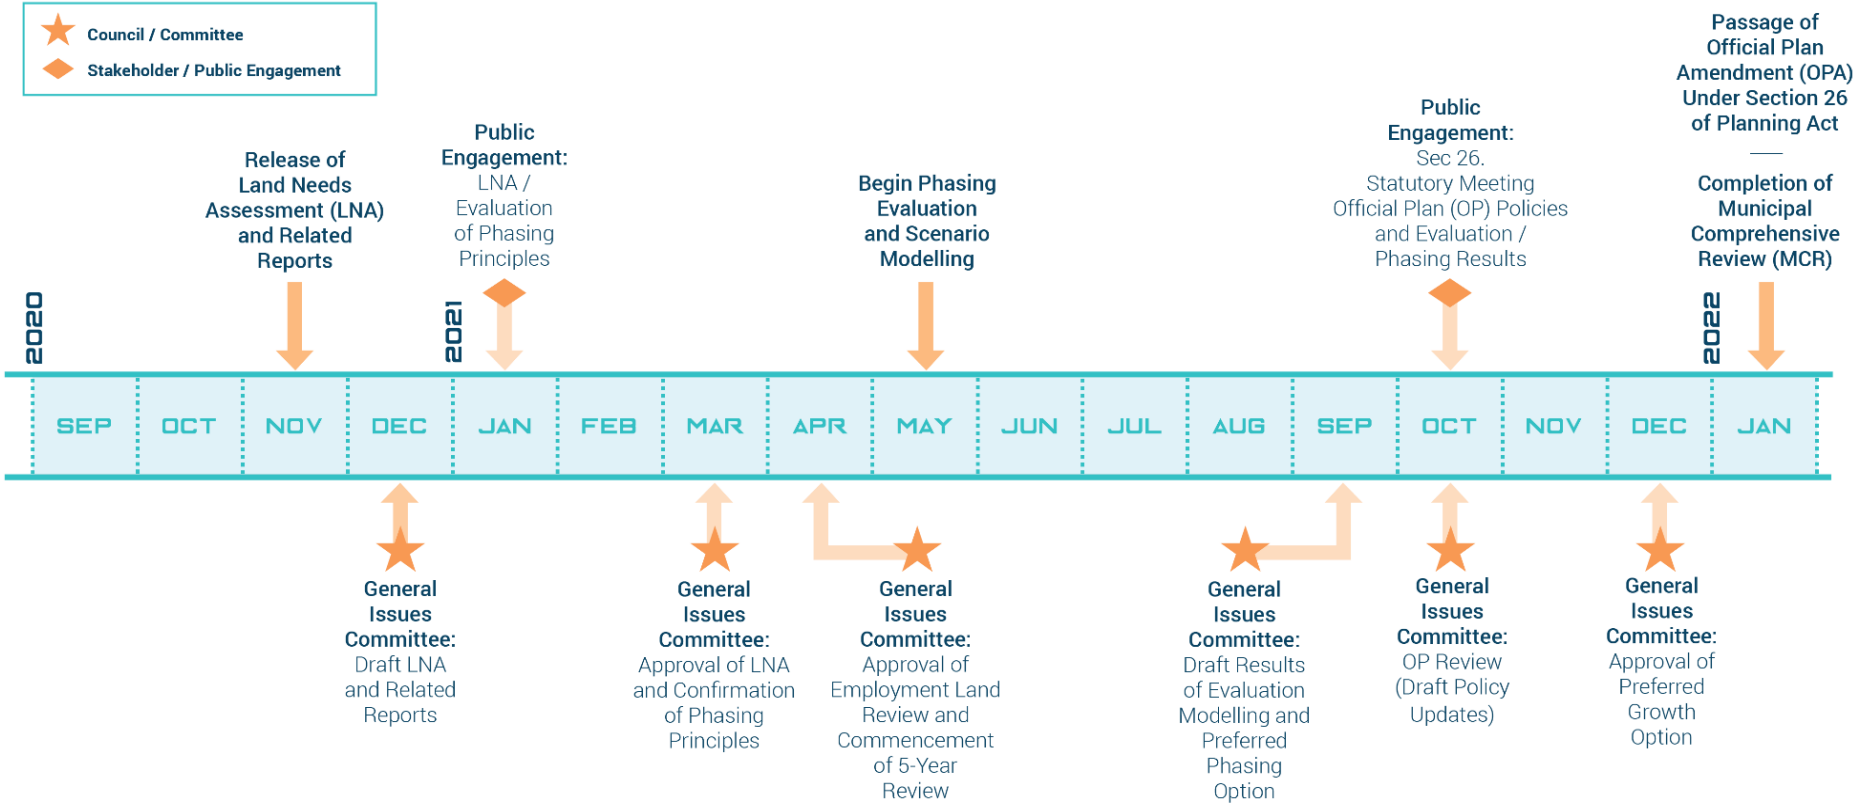 Council / Committee
Stakeholder / Public Engagement
Release of
Land Needs
Assessment (LNA)
and Related
Reports
Public
Engagement:
LNA /
Evaluation
of Phasing
Principles
Begin Phasing
Evaluation
and Scenario
Modelling
Public
Engagement:
Sec 26.
Statutory Meeting
Official Plan (OP) Policies
and Evaluation /
Phasing Results
Passage of
Official Plan
Amendment (OPA)
Under Section 26
of Planning Act
Completion of
Municipal
Comprehensive
Review (MCR)
2020
2021
2022
SEP OCT NOV DEC JAN FEB MAR APR MAY JUN JUL AUG SEP OCT NOV DEC JAN
General
Issues
Committee:
Draft LNA
and Related
Reports
General
Issues
Committee:
Approval of LNA
and Confirmation
of Phasing
Principles
General
Issues
Committee:
Approval of
Employment Land
Review and
Commencement
of 5-Year
Review
General
Issues
Committee:
Draft Results
of Evaluation
Modelling and
Preferred
Phasing
Option
General
Issues
Committee:
OP Review
(Draft Policy
Updates)
General
Issues
Committee:
Approval of
Preferred
Growth
Option